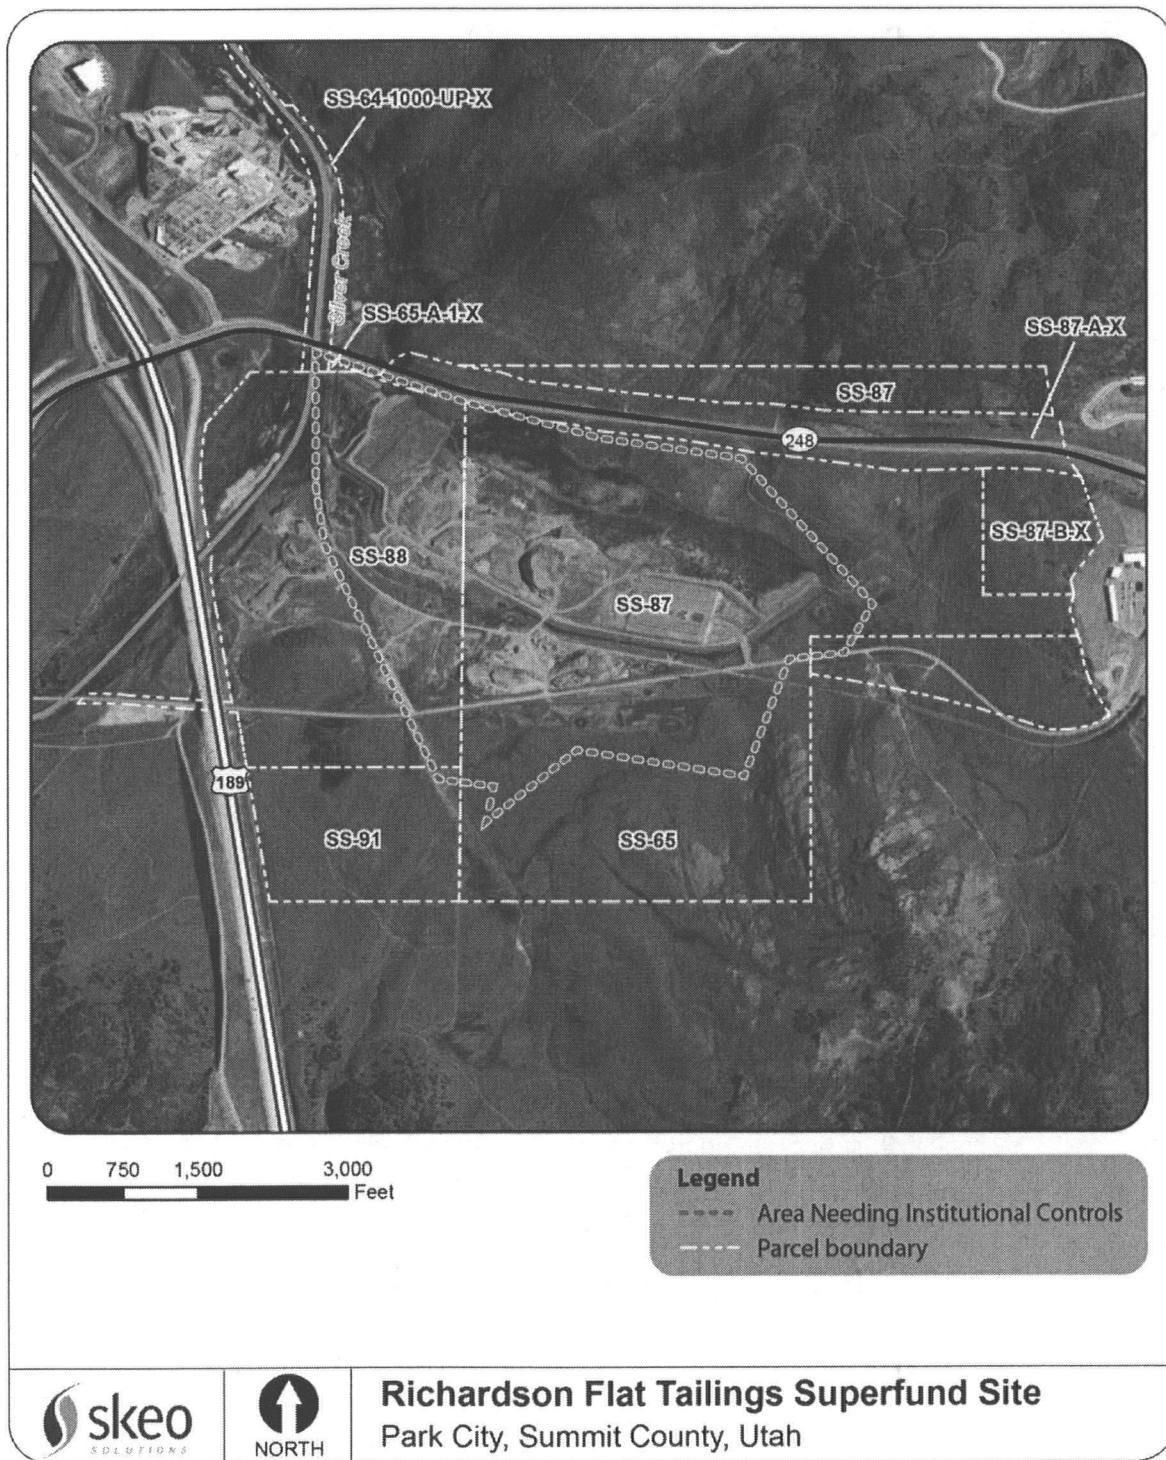 SS-64-1000-UP-X
Silver Creek
SS-65-A-1-X
SS-87-A-X
SS-87
248
SS-87-B-X
SS-88
SS-87
189
SS-91
SS-65
0 750 1,500 3,000
Feet
Legend
Area Needing Institutional Controls
Parcel boundary
skeo
SOLUTIONS
NORTH
Richardson Flat Tailings Superfund Site
Park City, Summit County, Utah